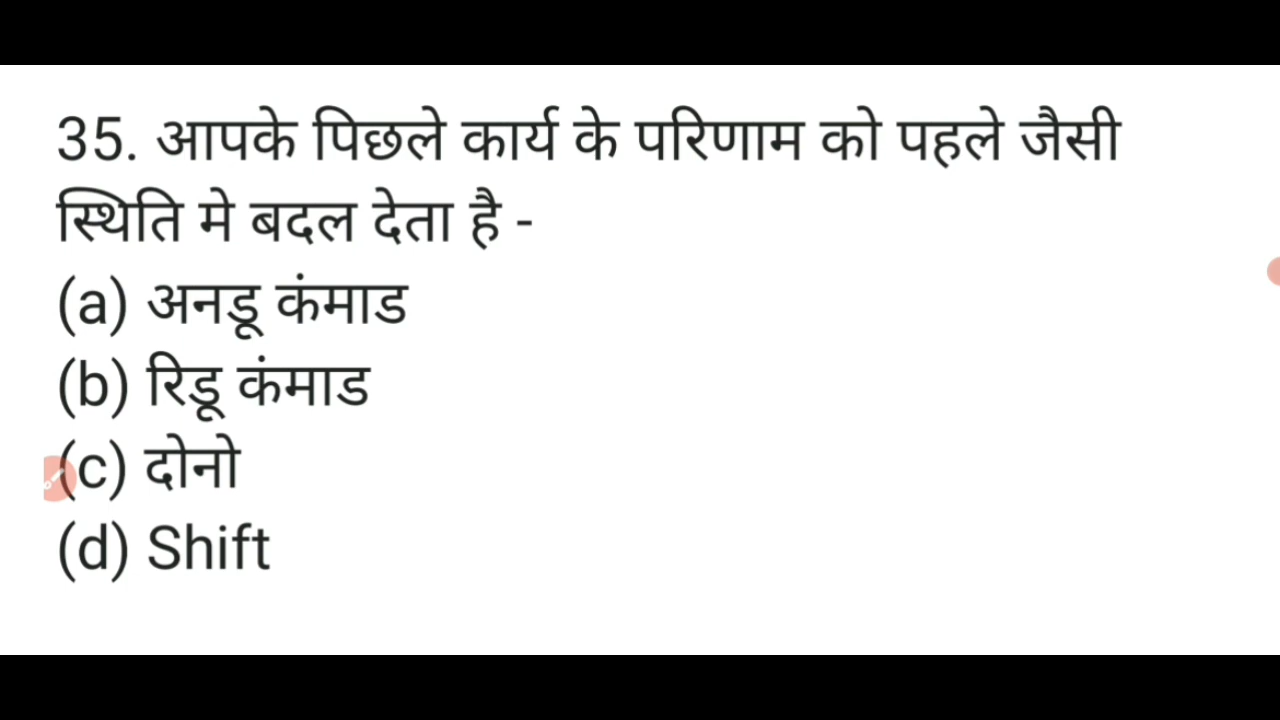 35. आपके पिछले कार्य के परिणाम को पहले जैसी
स्थिति मे बदल देता है -
(a) अनडू कंमाड
(b) रिडू कंमाड
(c) दोनो
(d) Shift